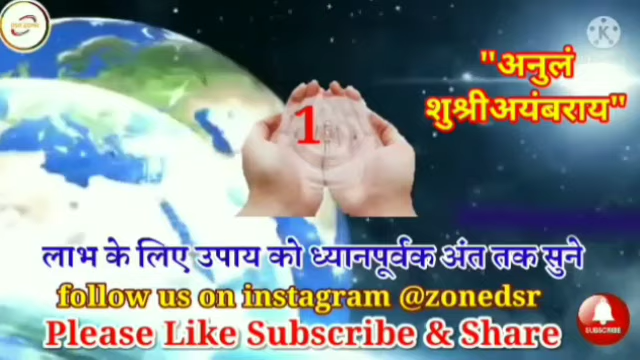 "अनुलं
शुश्रीअयंबराय"
1
लाभ के लिए उपाय को ध्यानपूर्वक अंत तक सुने
follow us on instagram @zonedsr
Please Like Subscribe & Share
SUBSCRIBE
K